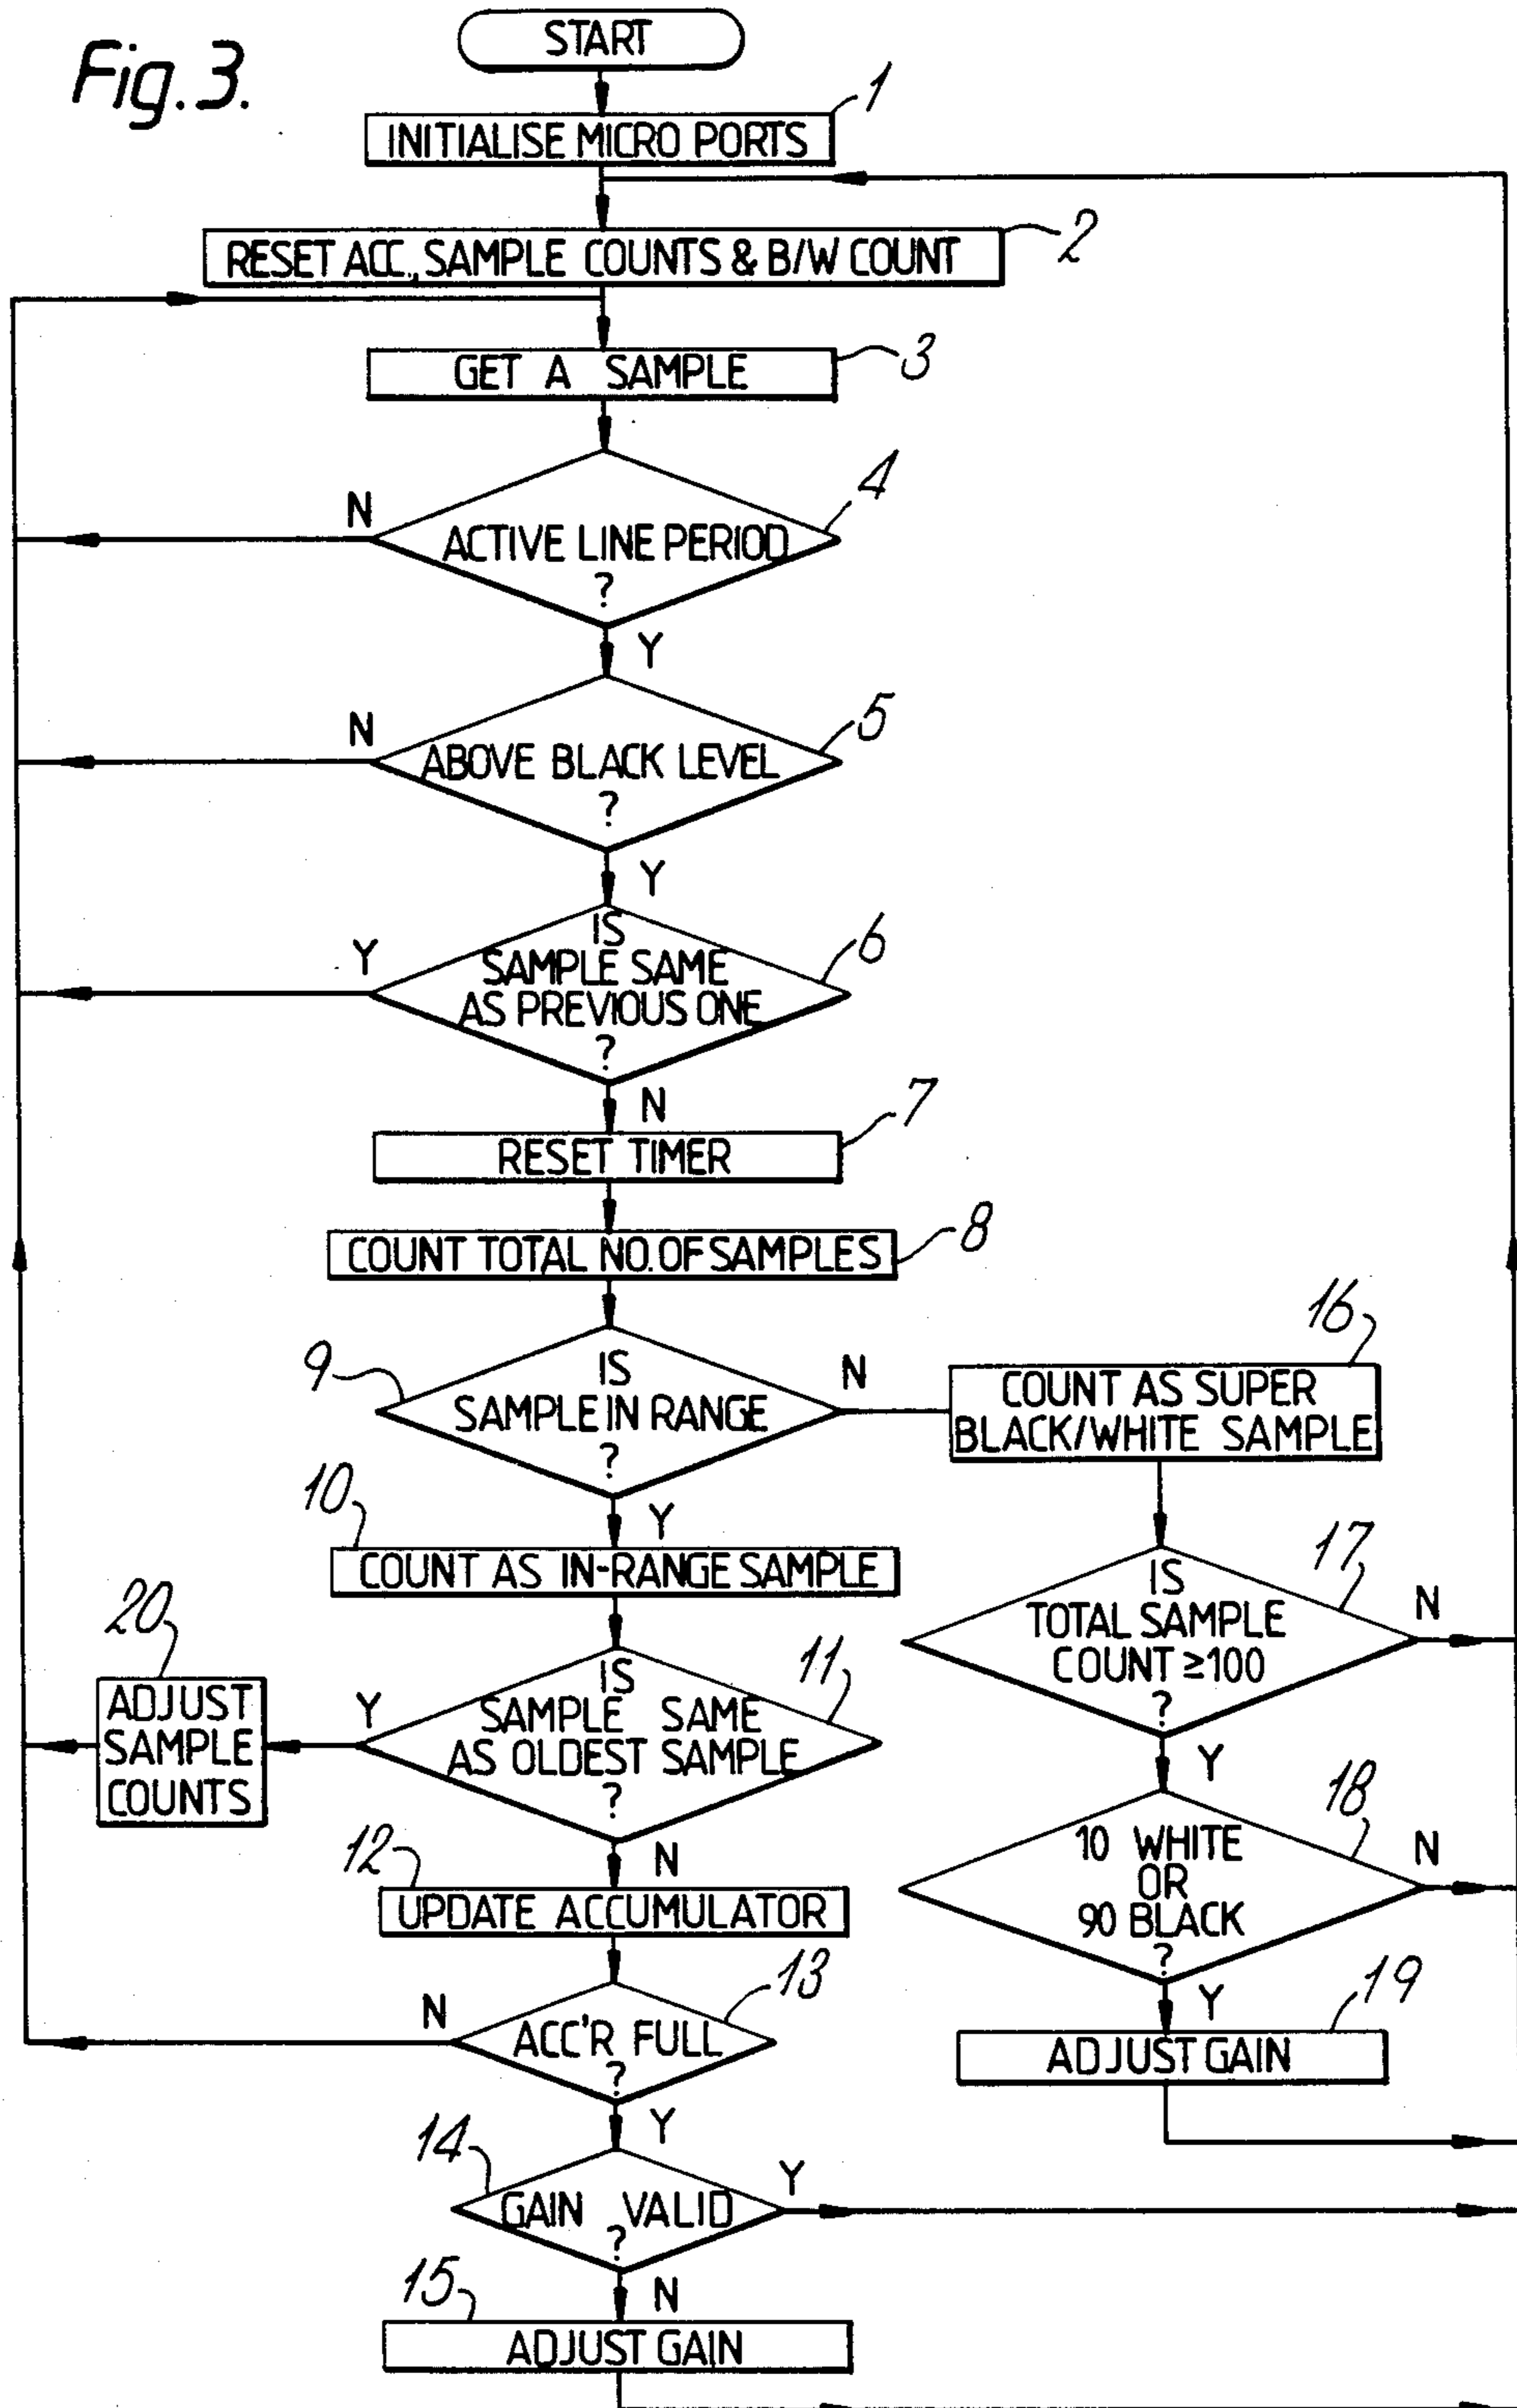 Fig. 3.
START
1
INITIALISE MICRO PORTS
2
RESET ACC., SAMPLE COUNTS & B/W COUNT
3
GET A SAMPLE
4
N
ACTIVE LINE PERIOD
?
Y
5
N
ABOVE BLACK LEVEL
?
Y
6
Y
IS
SAMPLE SAME
AS PREVIOUS ONE
?
N
7
RESET TIMER
8
COUNT TOTAL NO. OF SAMPLES
9
IS
SAMPLE IN RANGE
?
N
Y
16
COUNT AS SUPER
BLACK/WHITE SAMPLE
10
COUNT AS IN-RANGE SAMPLE
17
IS
TOTAL SAMPLE
COUNT ≥100
?
N
Y
20
ADJUST
SAMPLE
COUNTS
Y
11
IS
SAMPLE SAME
AS OLDEST SAMPLE
?
N
18
10 WHITE
OR
90 BLACK
?
N
Y
12
UPDATE ACCUMULATOR
13
N
ACC'R FULL
?
Y
19
ADJUST GAIN
14
GAIN VALID
?
Y
N
15
ADJUST GAIN